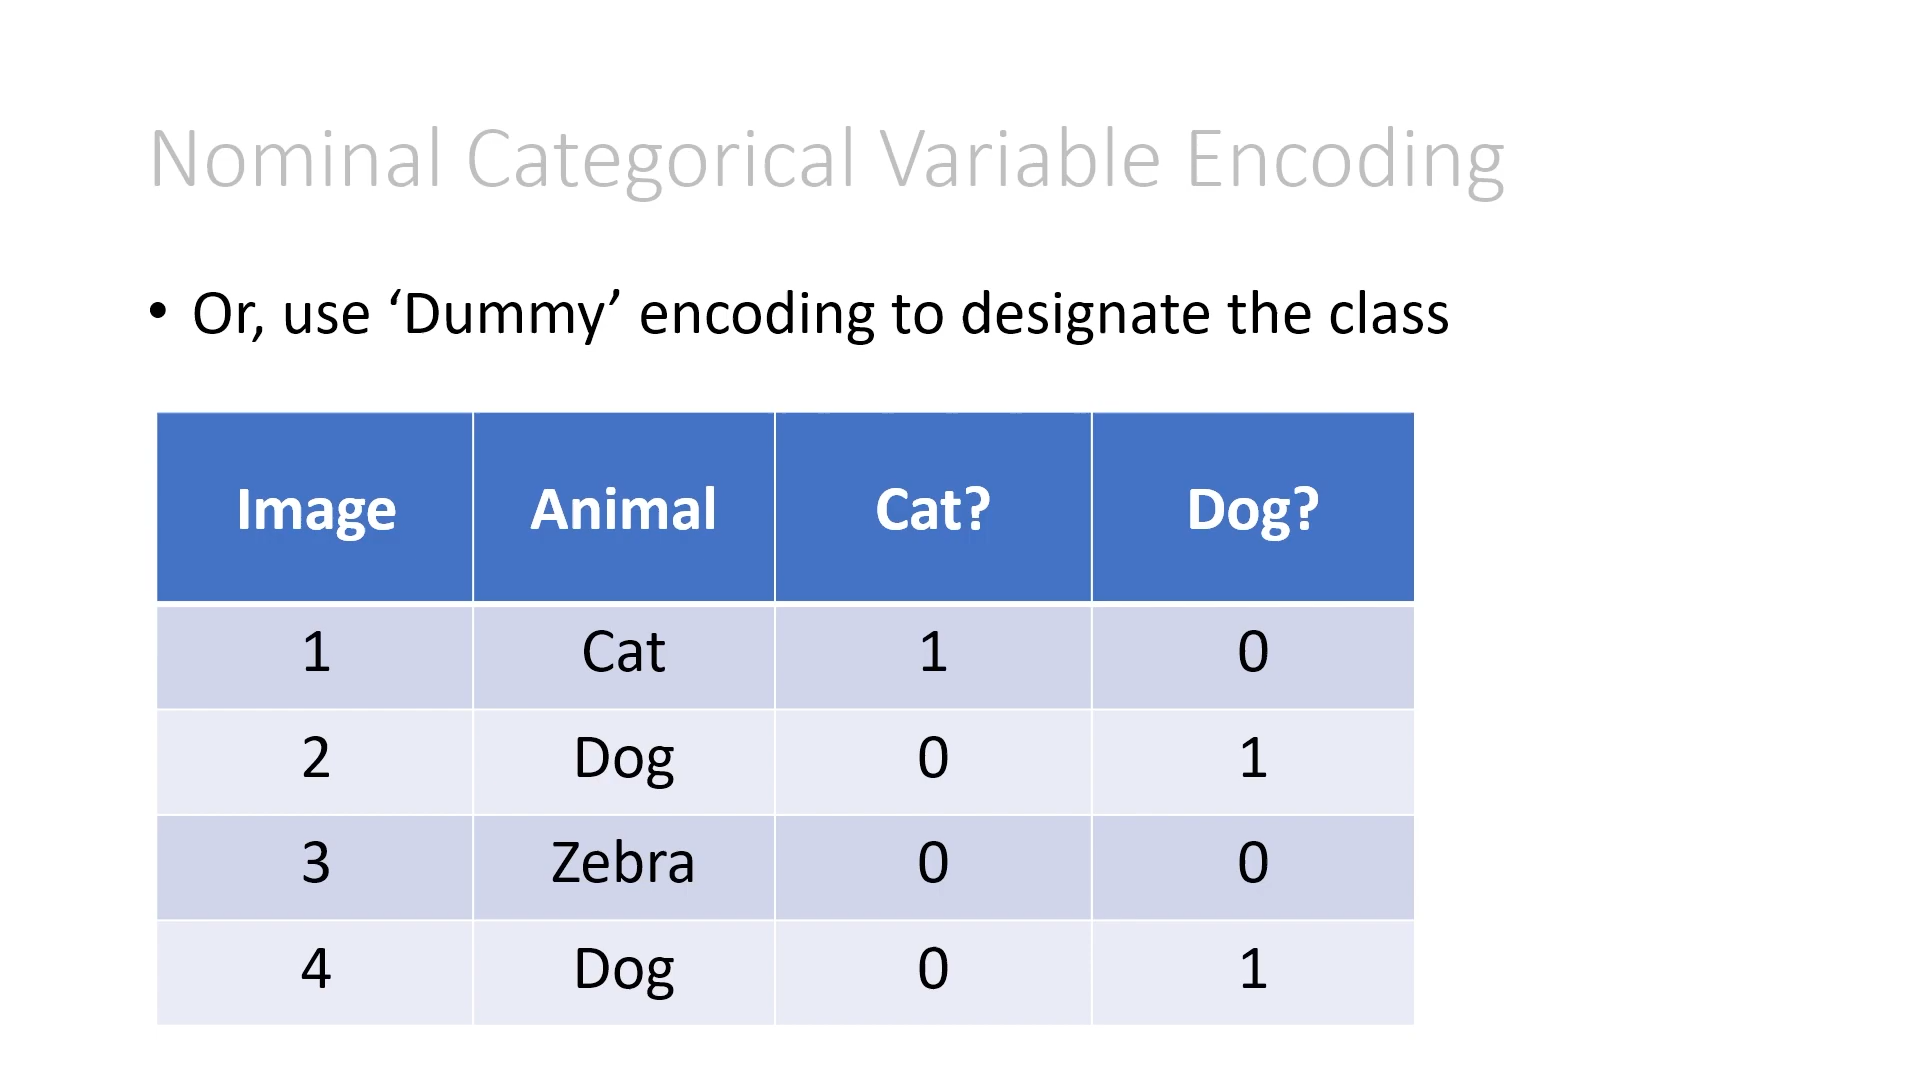 Nominal Categorical Variable Encoding
• Or, use ‘Dummy’ encoding to designate the class
Image Animal Cat? Dog?
1 Cat 1 0
2 Dog 0 1
3 Zebra 0 0
4 Dog 0 1